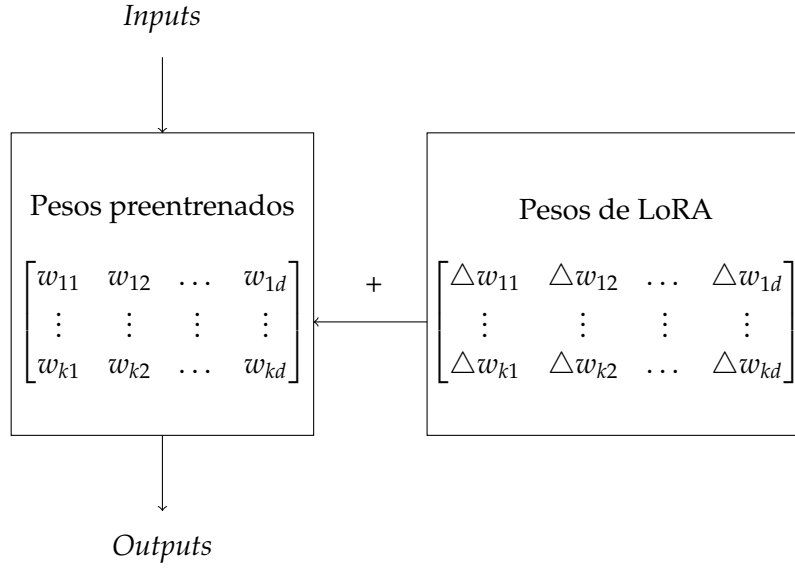 Inputs
Pesos preentrenados
w11 w12 … w1d
⋮ ⋮ ⋮ ⋮
wk1 wk2 … wkd
+
Pesos de LoRA
△w11 △w12 … △w1d
⋮ ⋮ ⋮ ⋮
△wk1 △wk2 … △wkd
Outputs